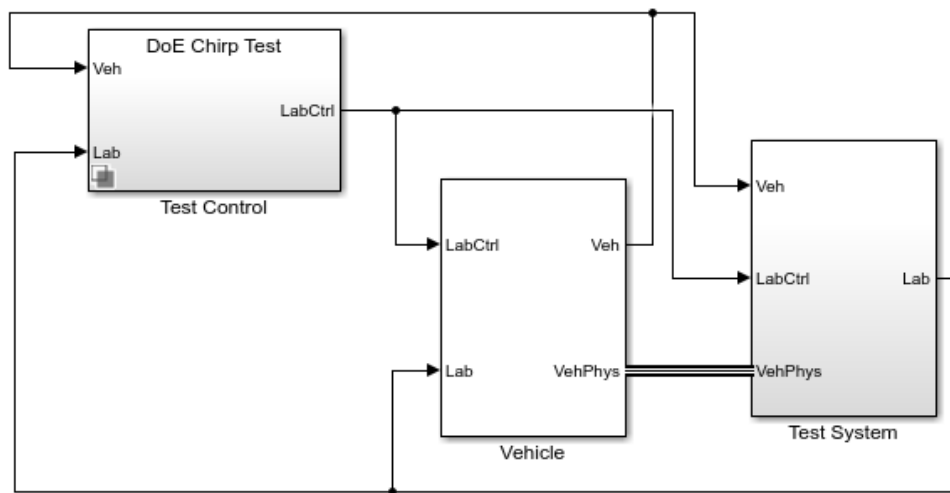 DoE Chirp Test
Veh
LabCtrl
Lab
Test Control
LabCtrl
Veh
Lab
VehPhys
Vehicle
Veh
LabCtrl
Lab
VehPhys
Test System